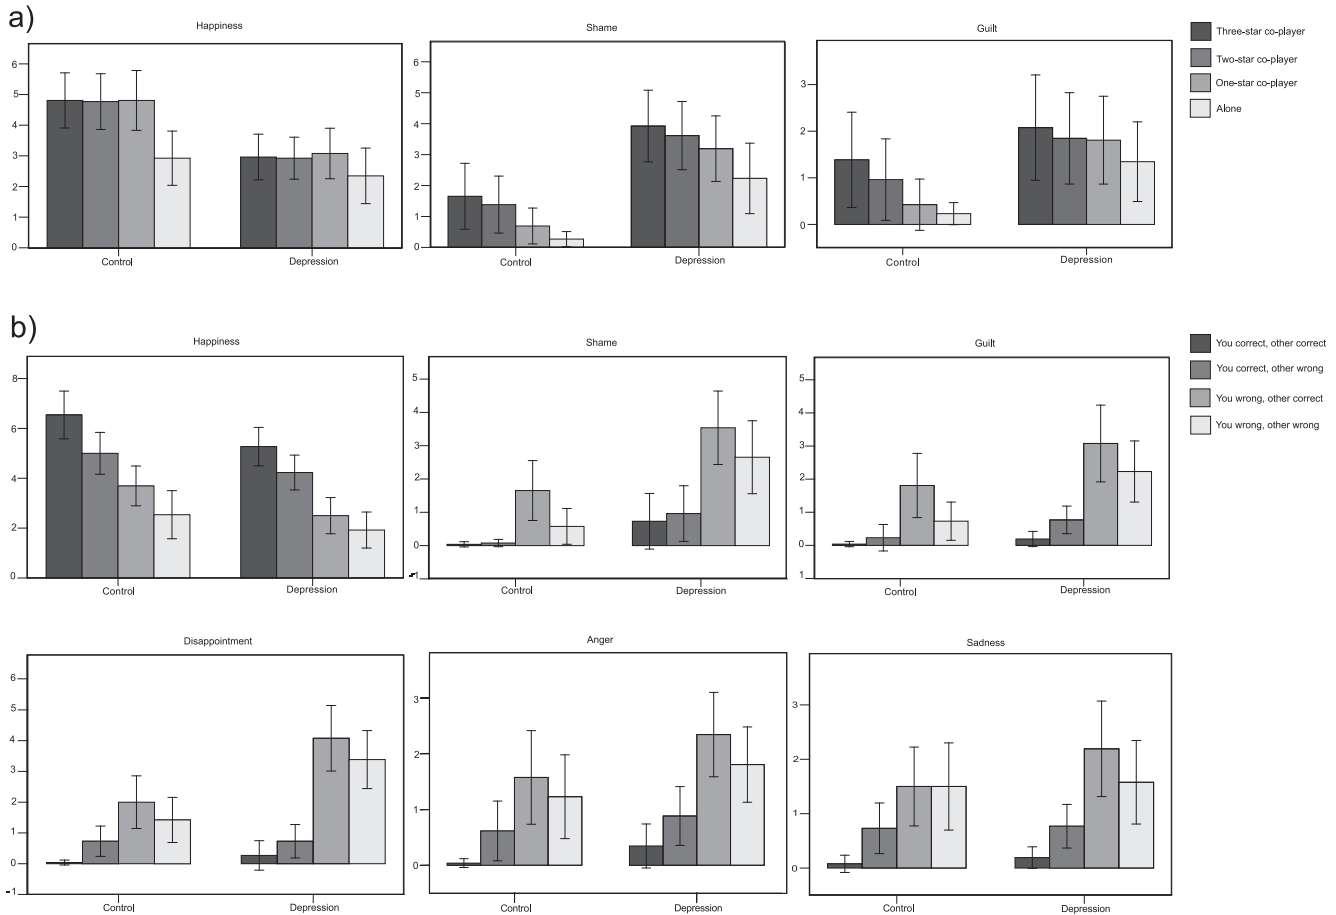 a)
Happiness
6
5
4
3
2
1
0
Control
Depression
Shame
6
5
4
3
2
1
0
Control
Depression
Guilt
3
2
1
0
Control
Depression
Three-star co-player
Two-star co-player
One-star co-player
Alone
b)
Happiness
8
6
4
2
0
Control
Depression
Shame
5
4
3
2
1
0
-1
Control
Depression
Guilt
5
4
3
2
1
0
1
Control
Depression
You correct, other correct
You correct, other wrong
You wrong, other correct
You wrong, other wrong
Disappointment
6
5
4
3
2
1
0
-1
Control
Depression
Anger
3
2
1
0
Control
Depression
Sadness
3
2
1
0
Control
Depression